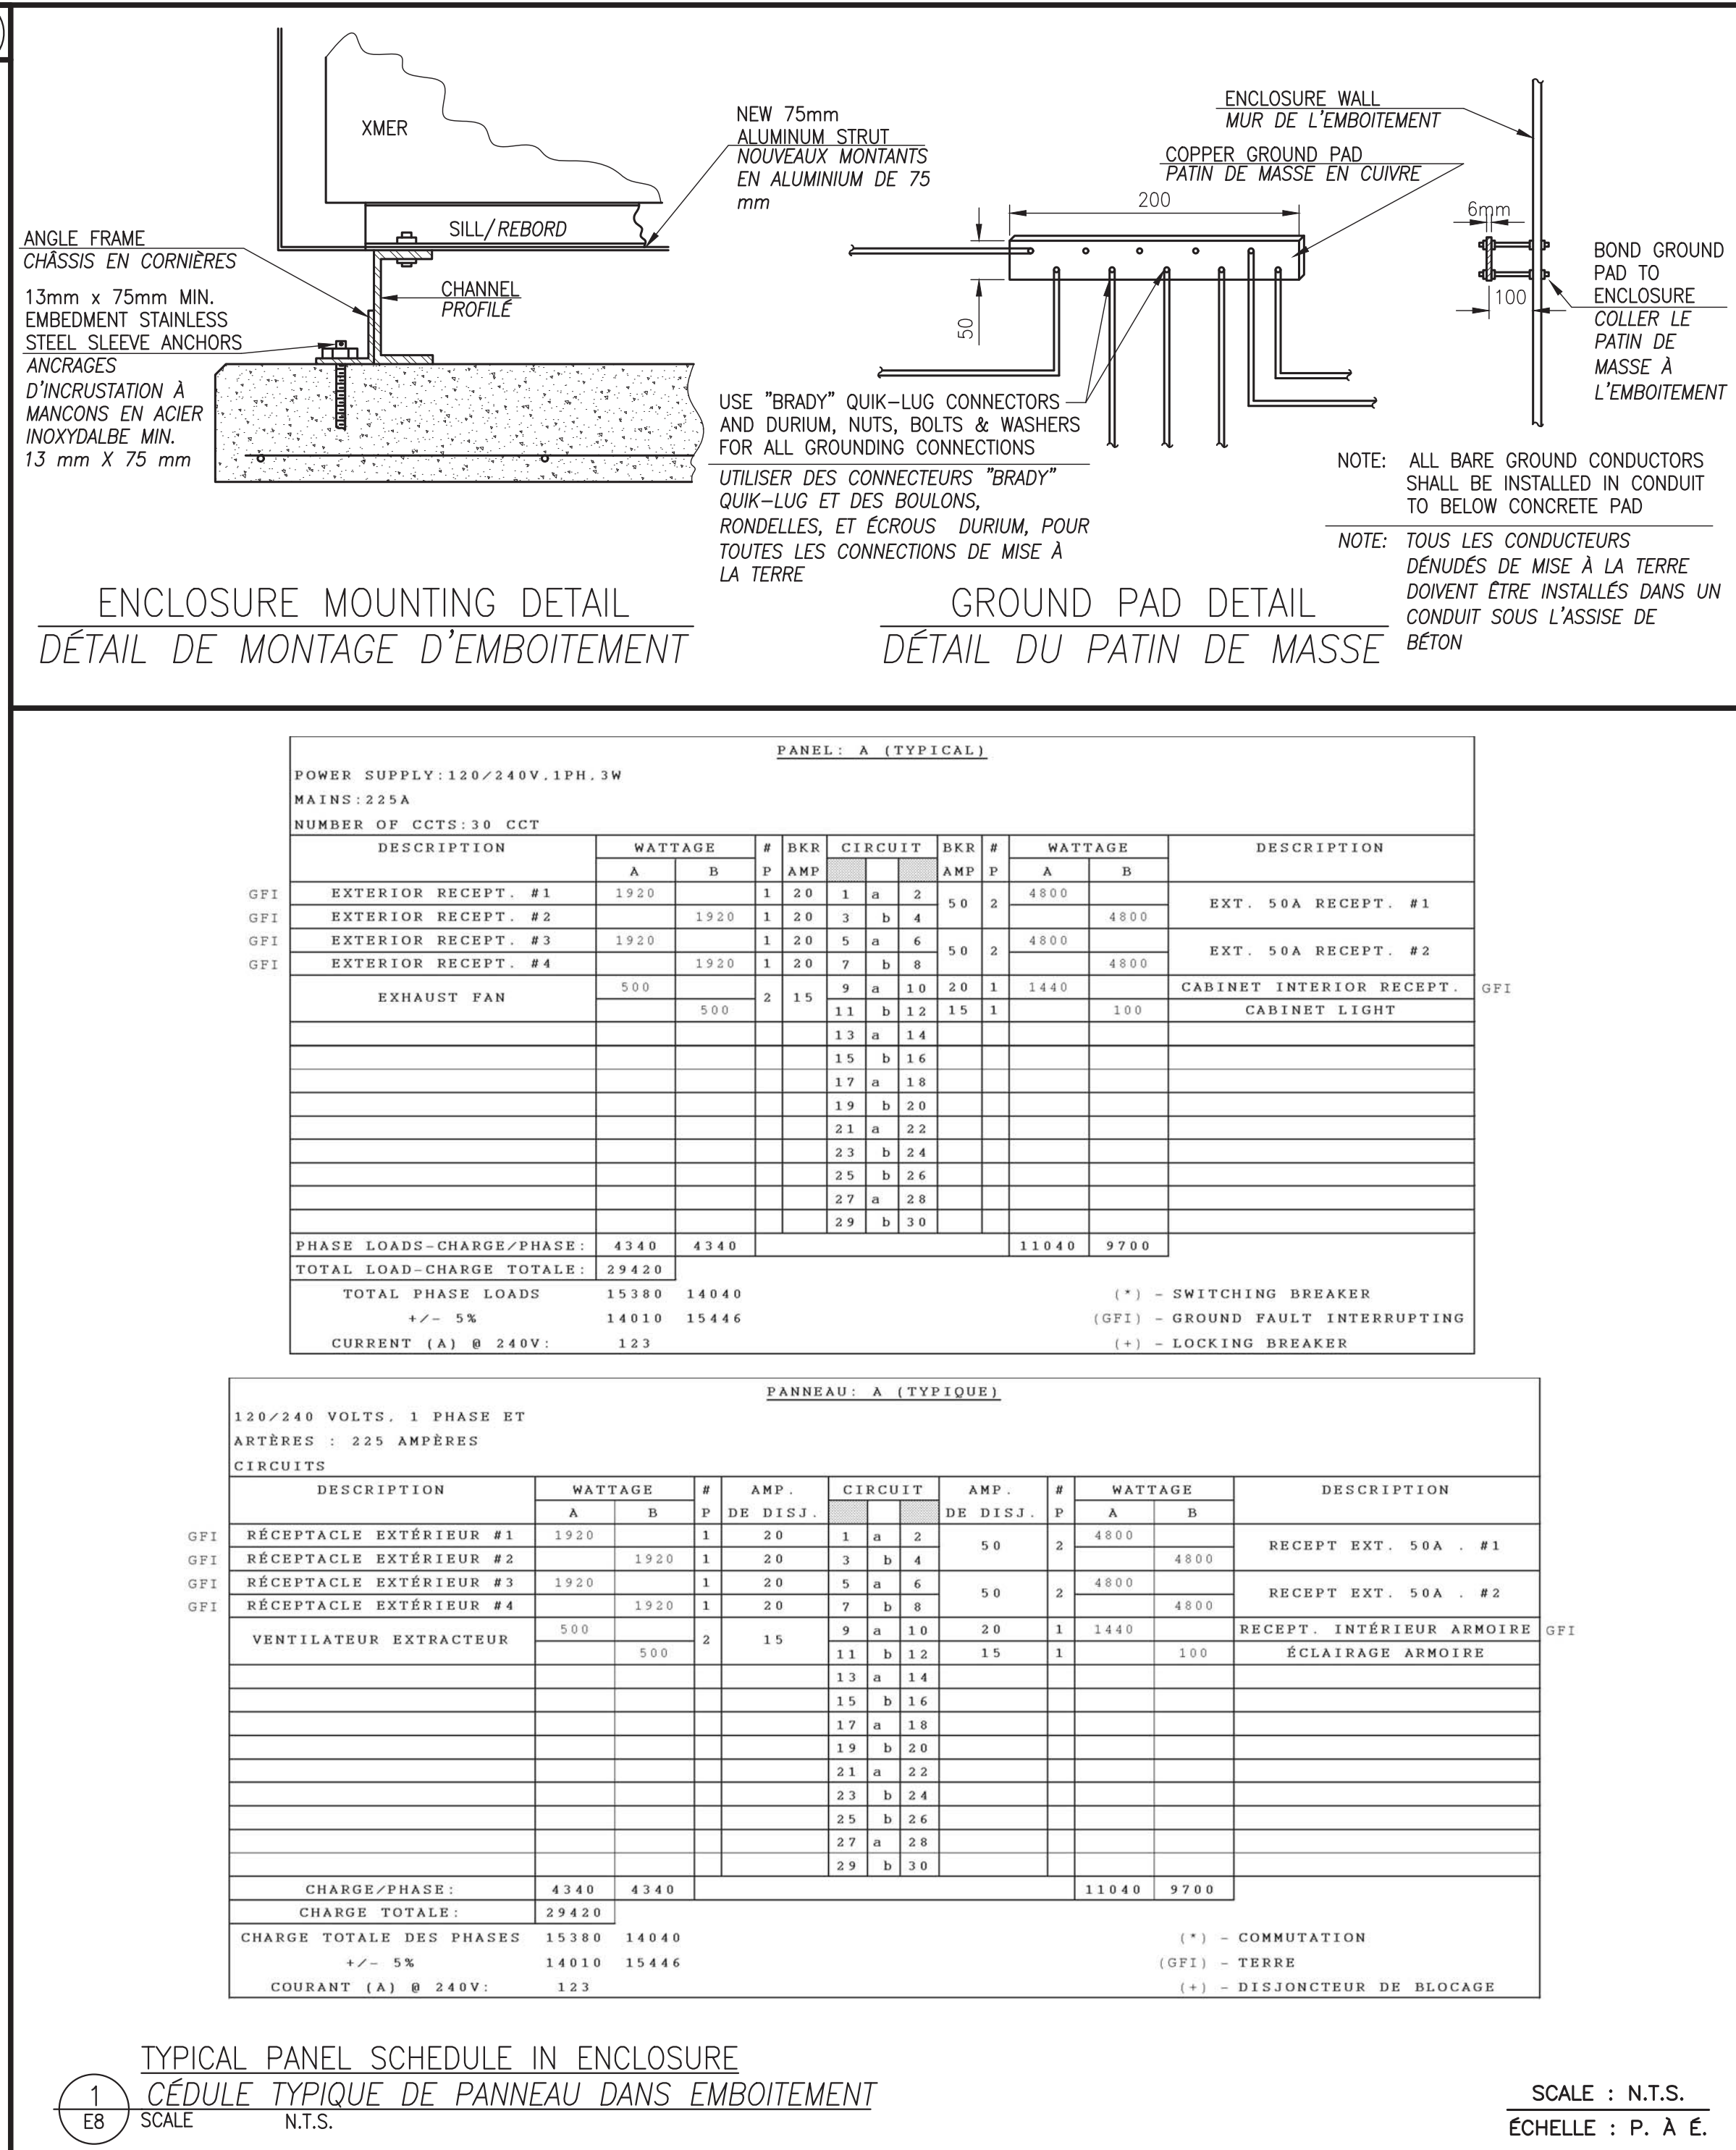 XMER
SILL/REBORD
NEW 75mm
ALUMINUM STRUT
NOUVEAUX MONTANTS
EN ALUMINIUM DE 75
mm
ANGLE FRAME
CHÂSSIS EN CORNIÈRES
13mm x 75mm MIN.
EMBEDMENT STAINLESS
STEEL SLEEVE ANCHORS
ANCRAGES
D'INCRUSTATION À
MANCONS EN ACIER
INOXYDALBE MIN.
13 mm X 75 mm
CHANNEL
PROFILÉ
ENCLOSURE MOUNTING DETAIL
DÉTAIL DE MONTAGE D'EMBOITEMENT
ENCLOSURE WALL
MUR DE L'EMBOITEMENT
COPPER GROUND PAD
PATIN DE MASSE EN CUIVRE
200
50
6mm
100
BOND GROUND
PAD TO
ENCLOSURE
COLLER LE
PATIN DE
MASSE À
L'EMBOITEMENT
USE "BRADY" QUIK-LUG CONNECTORS
AND DURIUM, NUTS, BOLTS & WASHERS
FOR ALL GROUNDING CONNECTIONS
UTILISER DES CONNECTEURS "BRADY"
QUIK-LUG ET DES BOULONS,
RONDELLES, ET ÉCROUS DURIUM, POUR
TOUTES LES CONNECTIONS DE MISE À
LA TERRE
NOTE: ALL BARE GROUND CONDUCTORS
SHALL BE INSTALLED IN CONDUIT
TO BELOW CONCRETE PAD
NOTE: TOUS LES CONDUCTEURS
DÉNUDÉS DE MISE À LA TERRE
DOIVENT ÊTRE INSTALLÉS DANS UN
CONDUIT SOUS L'ASSISE DE
BÉTON
GROUND PAD DETAIL
DÉTAIL DU PATIN DE MASSE
PANEL: A (TYPICAL)
POWER SUPPLY:120/240V,1PH,3W
MAINS:225A
NUMBER OF CCTS:30 CCT
DESCRIPTION WATTAGE # BKR CIRCUIT BKR # WATTAGE DESCRIPTION
A B P AMP AMP P A B
GFI EXTERIOR RECEPT. #1 1920 1 20 1 a 2 50 2 4800 EXT. 50A RECEPT. #1
GFI EXTERIOR RECEPT. #2 1920 1 20 3 b 4 4800
GFI EXTERIOR RECEPT. #3 1920 1 20 5 a 6 50 2 4800 EXT. 50A RECEPT. #2
GFI EXTERIOR RECEPT. #4 1920 1 20 7 b 8 4800
EXHAUST FAN 500 2 15 9 a 10 20 1 1440 CABINET INTERIOR RECEPT. GFI
500 11 b 12 15 1 100 CABINET LIGHT
13 a 14
15 b 16
17 a 18
19 b 20
21 a 22
23 b 24
25 b 26
27 a 28
29 b 30
PHASE LOADS-CHARGE/PHASE: 4340 4340 11040 9700
TOTAL LOAD-CHARGE TOTALE: 29420
TOTAL PHASE LOADS 15380 14040 (*) - SWITCHING BREAKER
+/- 5% 14010 15446 (GFI) - GROUND FAULT INTERRUPTING
CURRENT (A) @ 240V: 123 (+) - LOCKING BREAKER
PANNEAU: A (TYPIQUE)
120/240 VOLTS, 1 PHASE ET
ARTÈRES : 225 AMPÈRES
CIRCUITS
DESCRIPTION WATTAGE # AMP. CIRCUIT AMP. # WATTAGE DESCRIPTION
A B P DE DISJ. DE DISJ. P A B
GFI RÉCEPTACLE EXTÉRIEUR #1 1920 1 20 1 a 2 50 2 4800 RECEPT EXT. 50A . #1
GFI RÉCEPTACLE EXTÉRIEUR #2 1920 1 20 3 b 4 4800
GFI RÉCEPTACLE EXTÉRIEUR #3 1920 1 20 5 a 6 50 2 4800 RECEPT EXT. 50A . #2
GFI RÉCEPTACLE EXTÉRIEUR #4 1920 1 20 7 b 8 4800
VENTILATEUR EXTRACTEUR 500 2 15 9 a 10 20 1 1440 RECEPT. INTÉRIEUR ARMOIRE GFI
500 11 b 12 15 1 100 ÉCLAIRAGE ARMOIRE
13 a 14
15 b 16
17 a 18
19 b 20
21 a 22
23 b 24
25 b 26
27 a 28
29 b 30
CHARGE/PHASE: 4340 4340 11040 9700
CHARGE TOTALE: 29420
CHARGE TOTALE DES PHASES 15380 14040 (*) - COMMUTATION
+/- 5% 14010 15446 (GFI) - TERRE
COURANT (A) @ 240V: 123 (+) - DISJONCTEUR DE BLOCAGE
TYPICAL PANEL SCHEDULE IN ENCLOSURE
1 CÉDULE TYPIQUE DE PANNEAU DANS EMBOITEMENT
E8 SCALE N.T.S.
SCALE : N.T.S.
ÉCHELLE : P. À É.